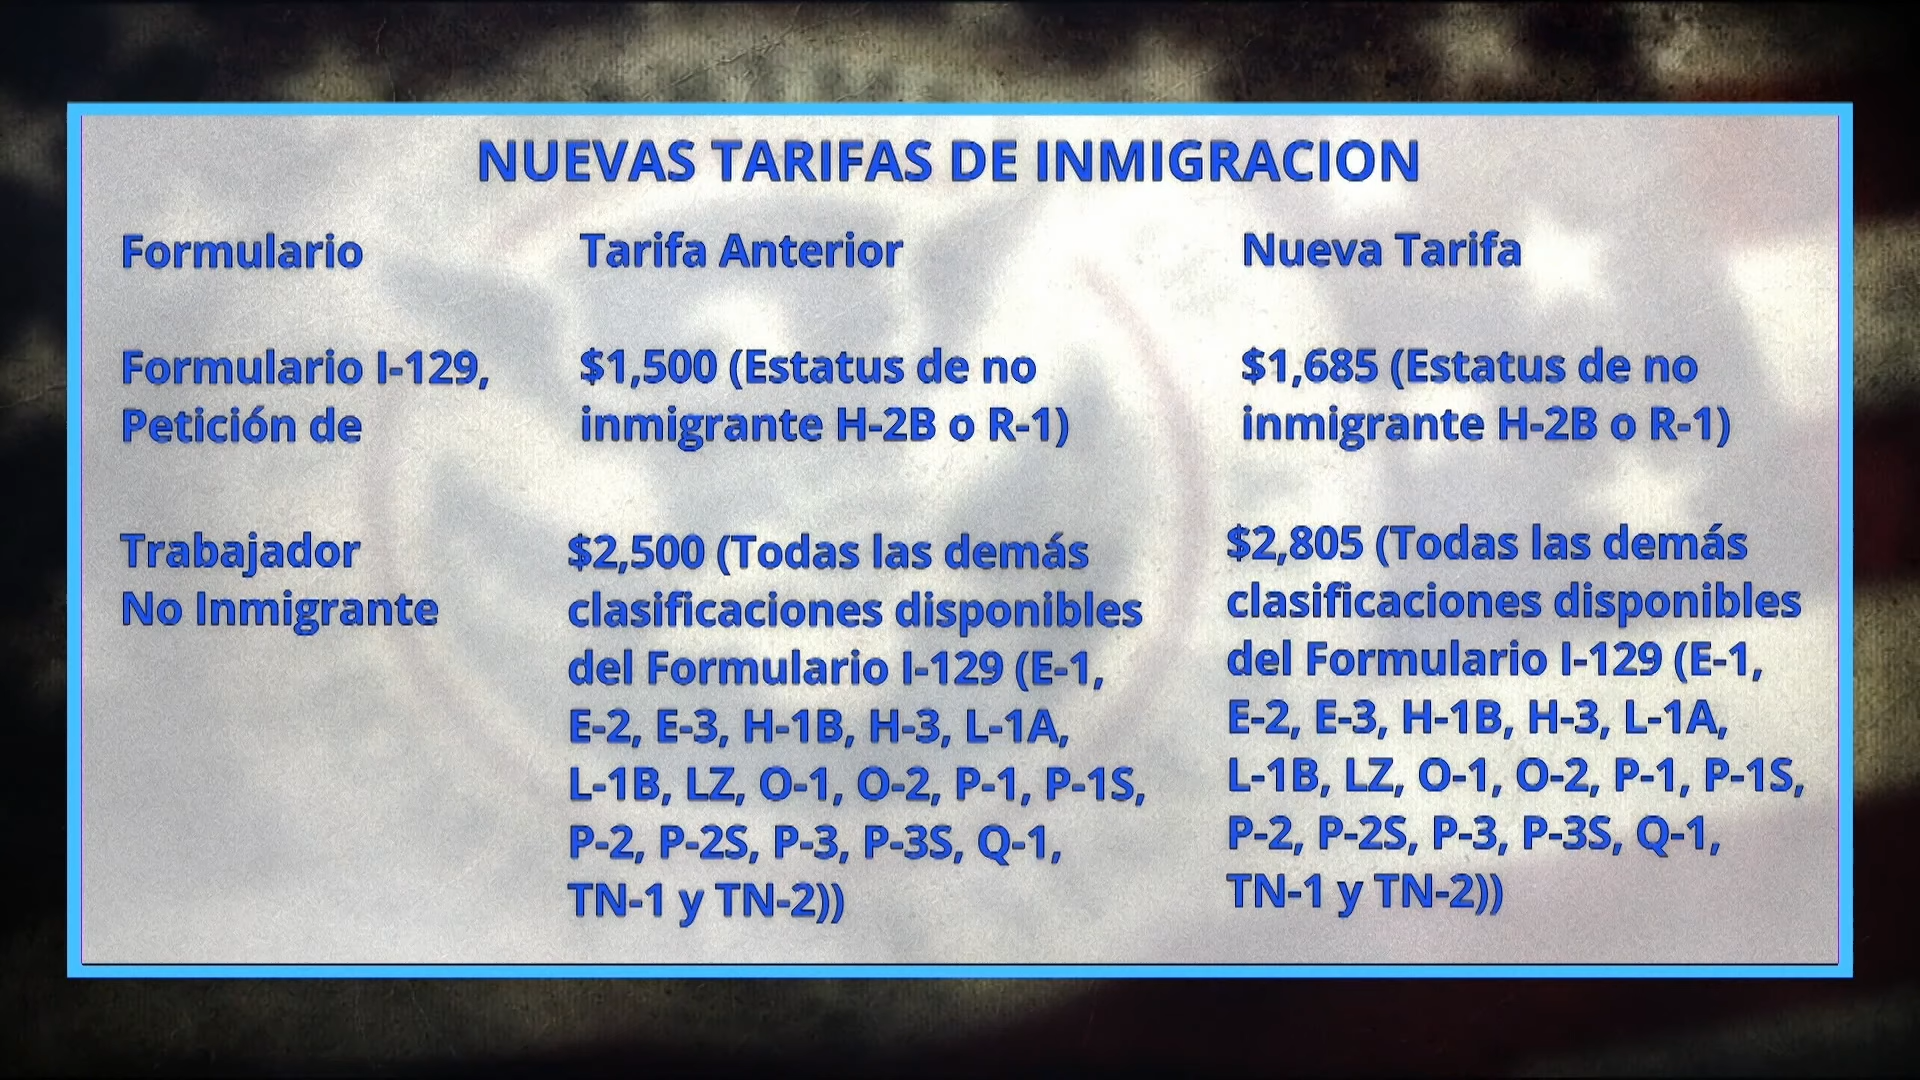 NUEVAS TARIFAS DE INMIGRACION
Formulario
Tarifa Anterior
Nueva Tarifa
Formulario I-129,
Petición de
$1,500 (Estatus de no
inmigrante H-2B o R-1)
$1,685 (Estatus de no
inmigrante H-2B o R-1)
Trabajador
No Inmigrante
$2,500 (Todas las demás
clasificaciones disponibles
del Formulario I-129 (E-1,
E-2, E-3, H-1B, H-3, L-1A,
L-1B, LZ, O-1, O-2, P-1, P-1S,
P-2, P-2S, P-3, P-3S, Q-1,
TN-1 y TN-2))
$2,805 (Todas las demás
clasificaciones disponibles
del Formulario I-129 (E-1,
E-2, E-3, H-1B, H-3, L-1A,
L-1B, LZ, O-1, O-2, P-1, P-1S,
P-2, P-2S, P-3, P-3S, Q-1,
TN-1 y TN-2))